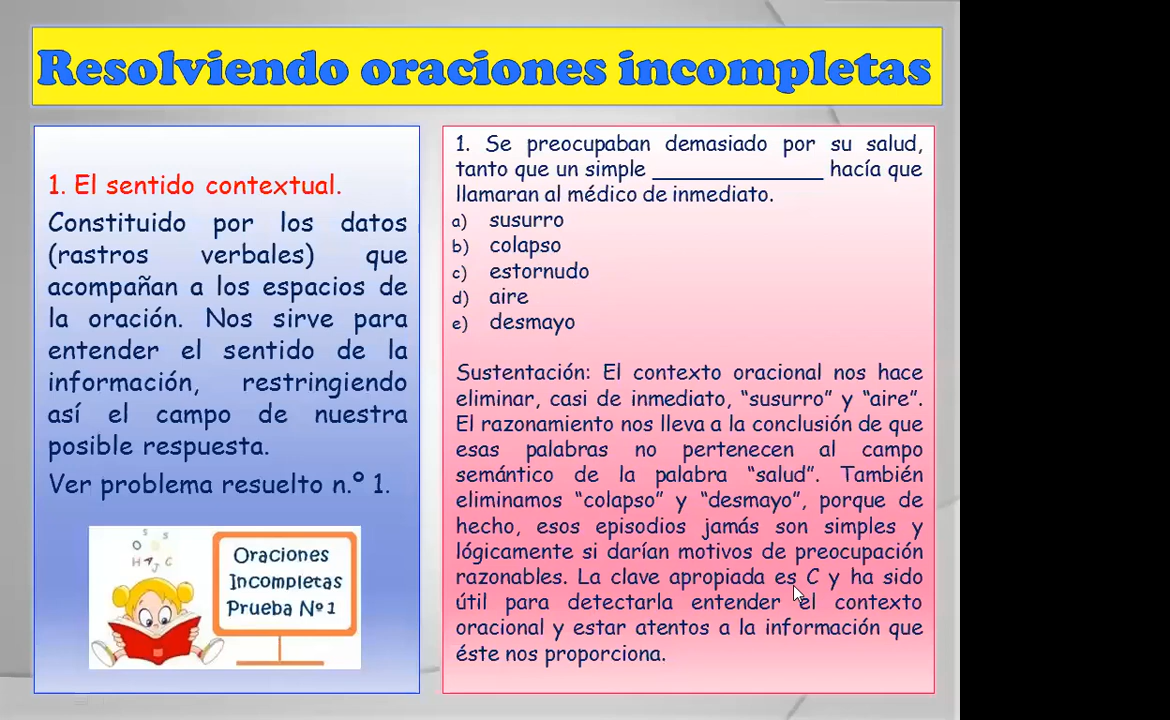 Resolviendo oraciones incompletas
1. El sentido contextual.
Constituido por los datos
(rastros verbales) que
acompañan a los espacios de
la oración. Nos sirve para
entender el sentido de la
información, restringiendo
así el campo de nuestra
posible respuesta.
Ver problema resuelto n.º 1.
Oraciones
Incompletas
Prueba Nº1
1. Se preocupaban demasiado por su salud,
tanto que un simple ______________ hacía que
llamaran al médico de inmediato.
a) susurro
b) colapso
c) estornudo
d) aire
e) desmayo
Sustentación: El contexto oracional nos hace
eliminar, casi de inmediato, “susurro” y “aire”.
El razonamiento nos lleva a la conclusión de que
esas palabras no pertenecen al campo
semántico de la palabra “salud”. También
eliminamos “colapso” y “desmayo”, porque de
hecho, esos episodios jamás son simples y
lógicamente si darían motivos de preocupación
razonables. La clave apropiada es C y ha sido
útil para detectarla entender el contexto
oracional y estar atentos a la información que
éste nos proporciona.